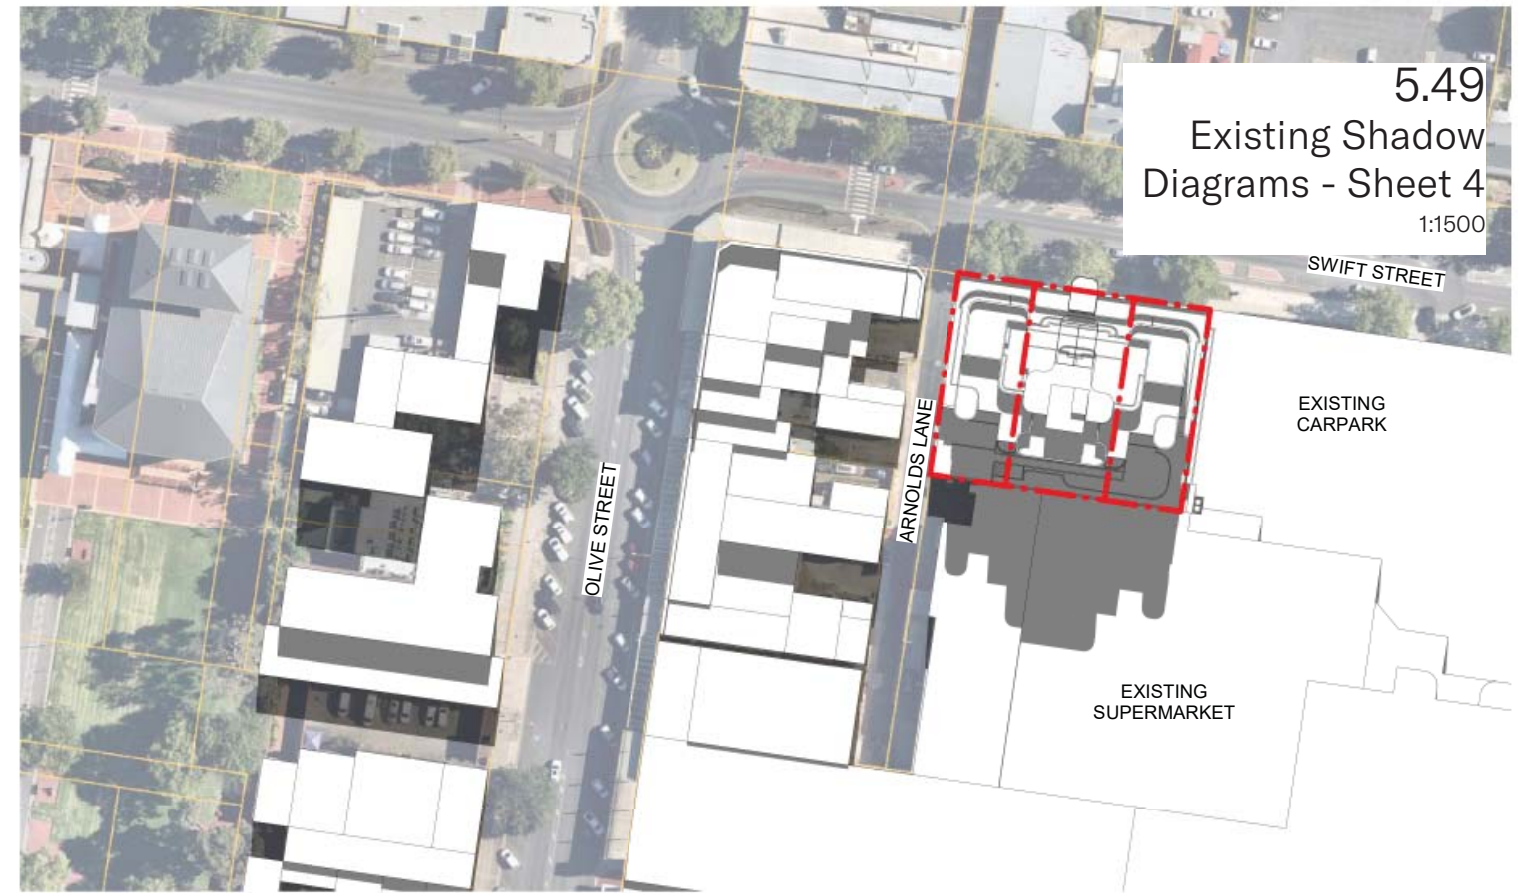 5.49
Existing Shadow
Diagrams - Sheet 4
1:1500
SWIFT STREET
EXISTING
CARPARK
ARNOLDS LANE
OLIVE STREET
EXISTING
SUPERMARKET